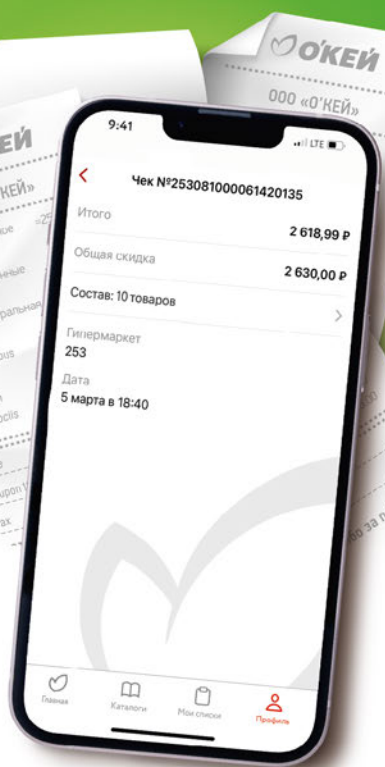 О'КЕЙ
ООО «О'КЕЙ»
ЕЙ
КЕЙ»
9:41
LTE
Чек №253081000061420135
Итого
2 618,99 ₽
Общая скидка
2 630,00 ₽
Состав: 10 товаров
Гипермаркет
253
Дата
5 марта в 18:40
Главная
Каталоги
Мои списки
Профиль